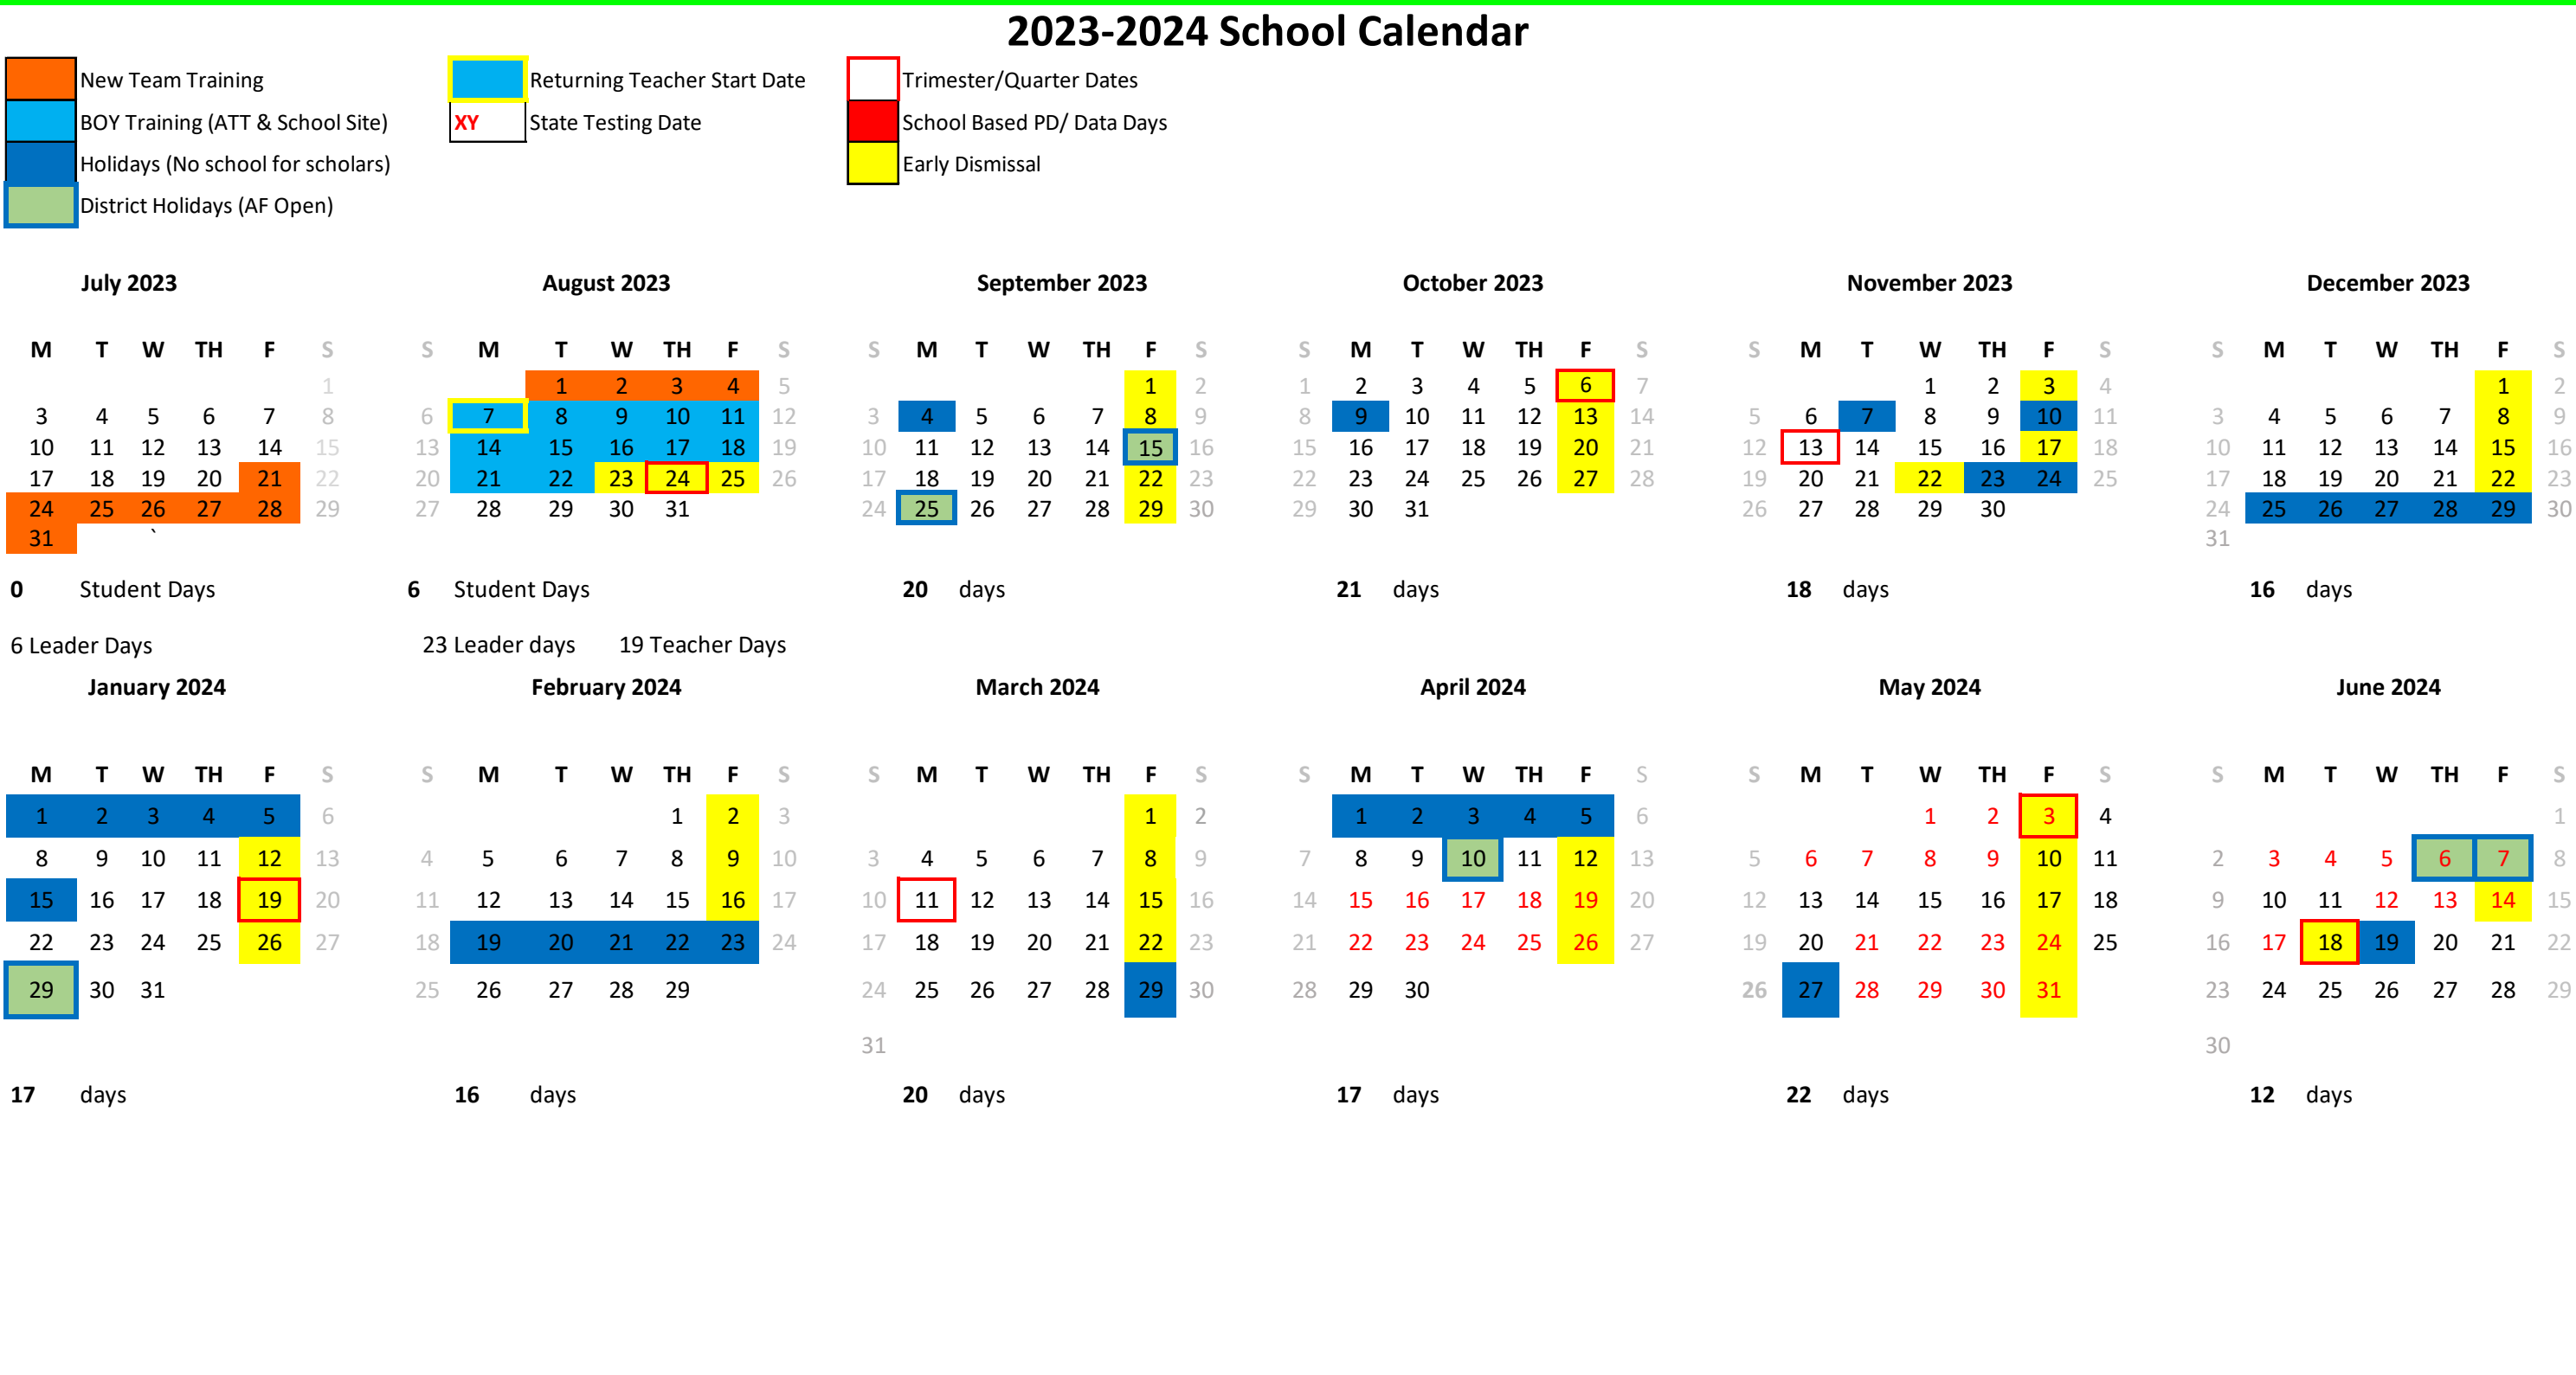 2023-2024 School Calendar
New Team Training Returning Teacher Start Date Trimester/Quarter Dates
BOY Training (ATT & School Site) XY State Testing Date School Based PD/ Data Days
Holidays (No school for scholars) Early Dismissal
District Holidays (AF Open)
July 2023 August 2023 September 2023 October 2023 November 2023 December 2023
M T W TH F S S M T W TH F S S M T W TH F S S M T W TH F S S M T W TH F S S M T W TH F S
1 1 2 3 4 5 1 2 1 2 3 4 5 6 7 1 2 3 4 1 2
3 4 5 6 7 8 6 7 8 9 10 11 12 3 4 5 6 7 8 9 8 9 10 11 12 13 14 5 6 7 8 9 10 11 3 4 5 6 7 8 9
10 11 12 13 14 15 13 14 15 16 17 18 19 10 11 12 13 14 15 16 15 16 17 18 19 20 21 12 13 14 15 16 17 18 10 11 12 13 14 15 16
17 18 19 20 21 22 20 21 22 23 24 25 26 17 18 19 20 21 22 23 22 23 24 25 26 27 28 19 20 21 22 23 24 25 17 18 19 20 21 22 23
24 25 26 27 28 29 27 28 29 30 31 24 25 26 27 28 29 30 29 30 31 26 27 28 29 30 24 25 26 27 28 29 30
31 ` 31
0 Student Days 6 Student Days 20 days 21 days 18 days 16 days
6 Leader Days 23 Leader days 19 Teacher Days
January 2024 February 2024 March 2024 April 2024 May 2024 June 2024
M T W TH F S S M T W TH F S S M T W TH F S S M T W TH F S S M T W TH F S S M T W TH F S
1 2 3 4 5 6 1 2 3 1 2 1 2 3 4 5 6 1 2 3 4 1
8 9 10 11 12 13 4 5 6 7 8 9 10 3 4 5 6 7 8 9 7 8 9 10 11 12 13 5 6 7 8 9 10 11 2 3 4 5 6 7 8
15 16 17 18 19 20 11 12 13 14 15 16 17 10 11 12 13 14 15 16 14 15 16 17 18 19 20 12 13 14 15 16 17 18 9 10 11 12 13 14 15
22 23 24 25 26 27 18 19 20 21 22 23 24 17 18 19 20 21 22 23 21 22 23 24 25 26 27 19 20 21 22 23 24 25 16 17 18 19 20 21 22
29 30 31 25 26 27 28 29 24 25 26 27 28 29 30 28 29 30 26 27 28 29 30 31 23 24 25 26 27 28 29
31 30
17 days 16 days 20 days 17 days 22 days 12 days